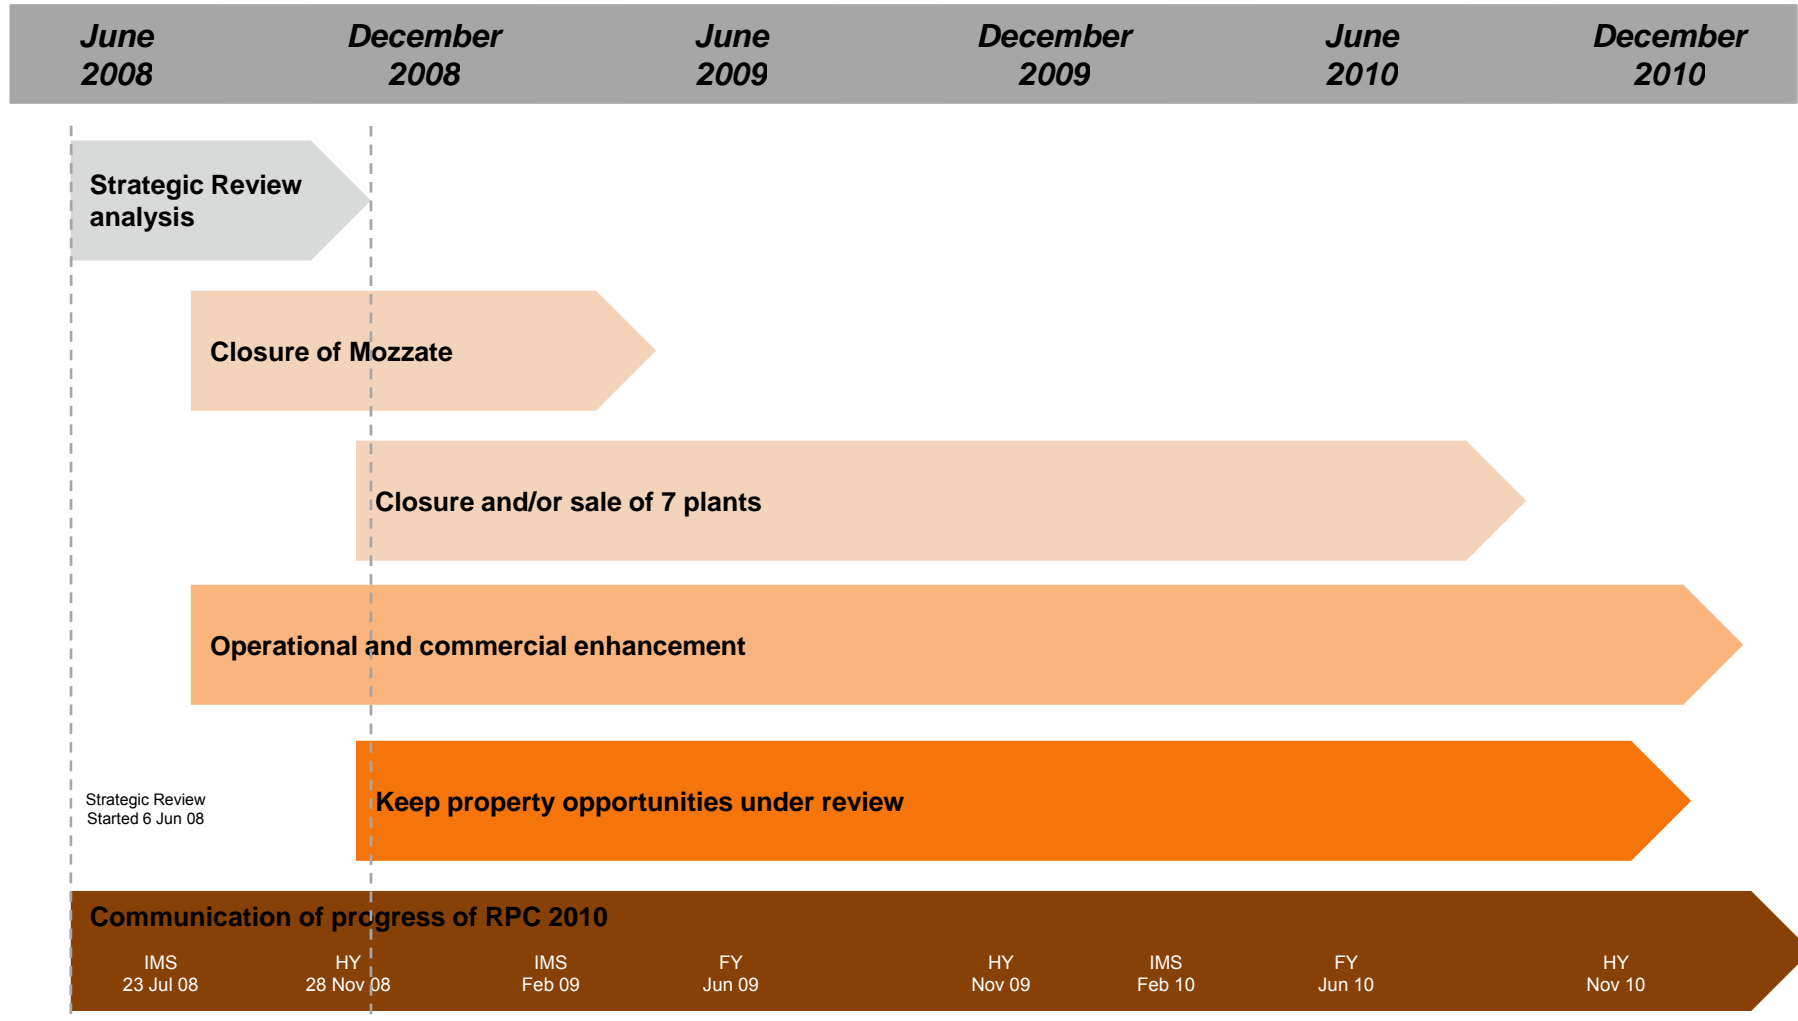 June December June December June December
2008 2008 2009 2009 2010 2010
Strategic Review
analysis
Closure of Mozzate
Closure and/or sale of 7 plants
Operational and commercial enhancement
Keep property opportunities under review
Strategic Review
Started 6 Jun 08
Communication of progress of RPC 2010
IMS HY IMS FY HY IMS FY HY
23 Jul 08 28 Nov 08 Feb 09 Jun 09 Nov 09 Feb 10 Jun 10 Nov 10